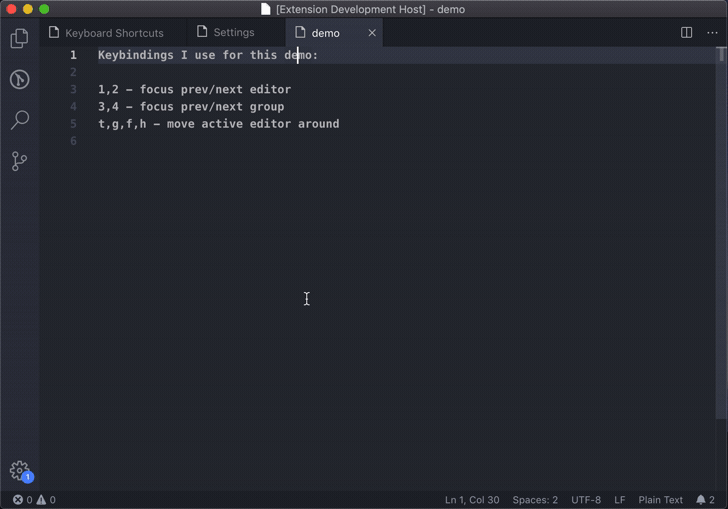 [Extension Development Host] - demo
Keyboard Shortcuts Settings demo
1 Keybindings I use for this demo:
2
3 1,2 – focus prev/next editor
4 3,4 – focus prev/next group
5 t,g,f,h – move active editor around
6
1
0 0 Ln 1, Col 30 Spaces: 2 UTF-8 LF Plain Text 2